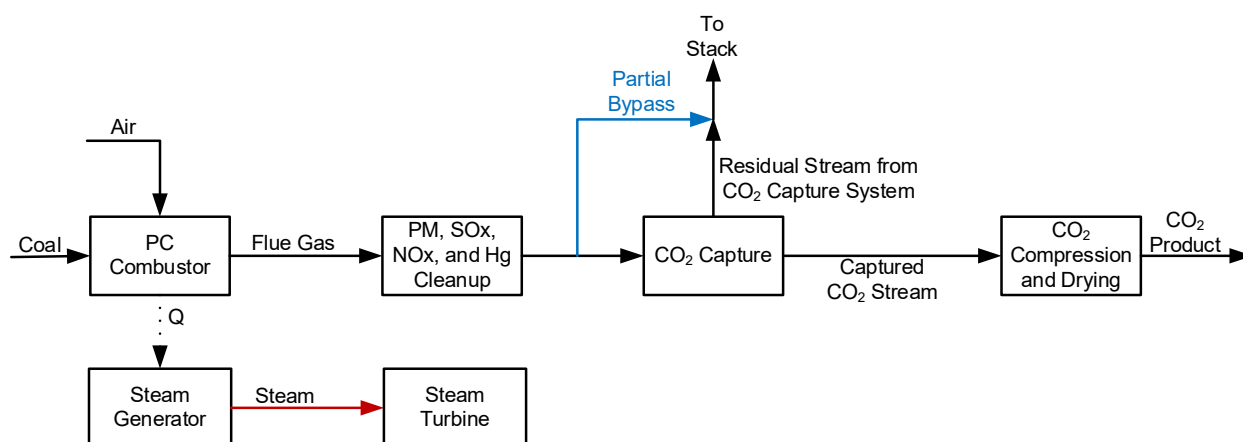 To
Stack
Partial
Bypass
Air
Residual Stream from
CO₂ Capture System
Coal
PC
Combustor
Flue Gas
PM, SOx,
NOx, and Hg
Cleanup
CO₂ Capture
Captured
CO₂ Stream
CO₂
Compression
and Drying
CO₂
Product
Q
Steam
Generator
Steam
Steam
Turbine